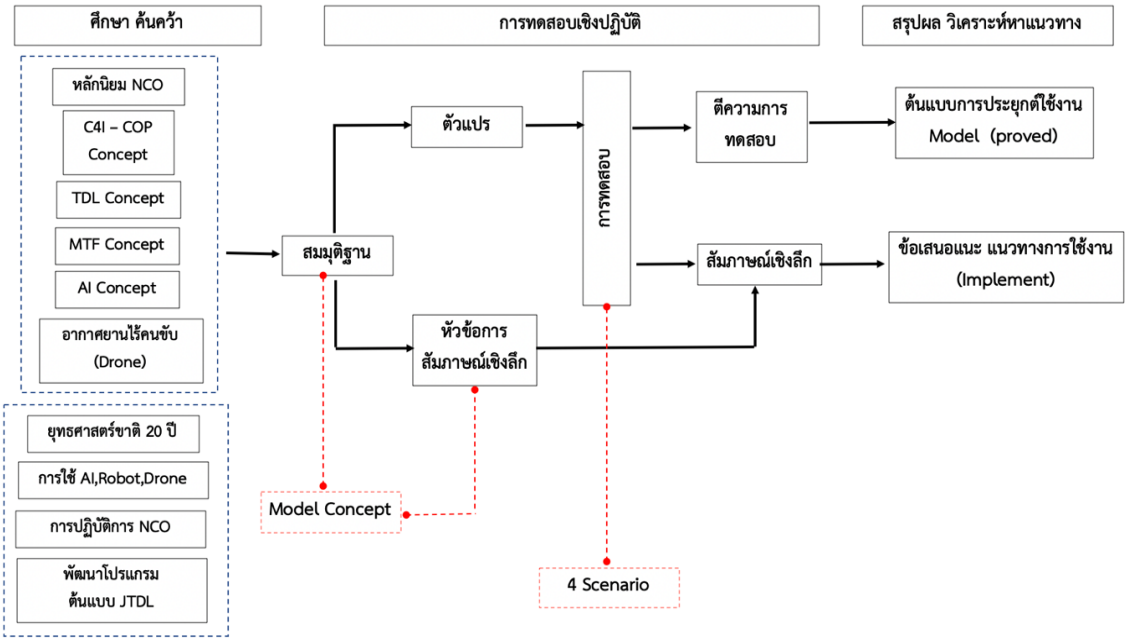 ศึกษา ค้นคว้า
การทดสอบเชิงปฏิบัติ
สรุปผล วิเคราะห์หาแนวทาง
หลักนิยม NCO
C4I – COP
Concept
TDL Concept
MTF Concept
AI Concept
อากาศยานไร้คนขับ
(Drone)
ยุทธศาสตร์ชาติ 20 ปี
การใช้ AI,Robot,Drone
การปฏิบัติการ NCO
พัฒนาโปรแกรม
ต้นแบบ JTDL
สมมุติฐาน
ตัวแปร
หัวข้อการ
สัมภาษณ์เชิงลึก
Model Concept
การทดสอบ
4 Scenario
ตีความการ
ทดสอบ
สัมภาษณ์เชิงลึก
ต้นแบบการประยุกต์ใช้งาน
Model (proved)
ข้อเสนอแนะ แนวทางการใช้งาน
(Implement)